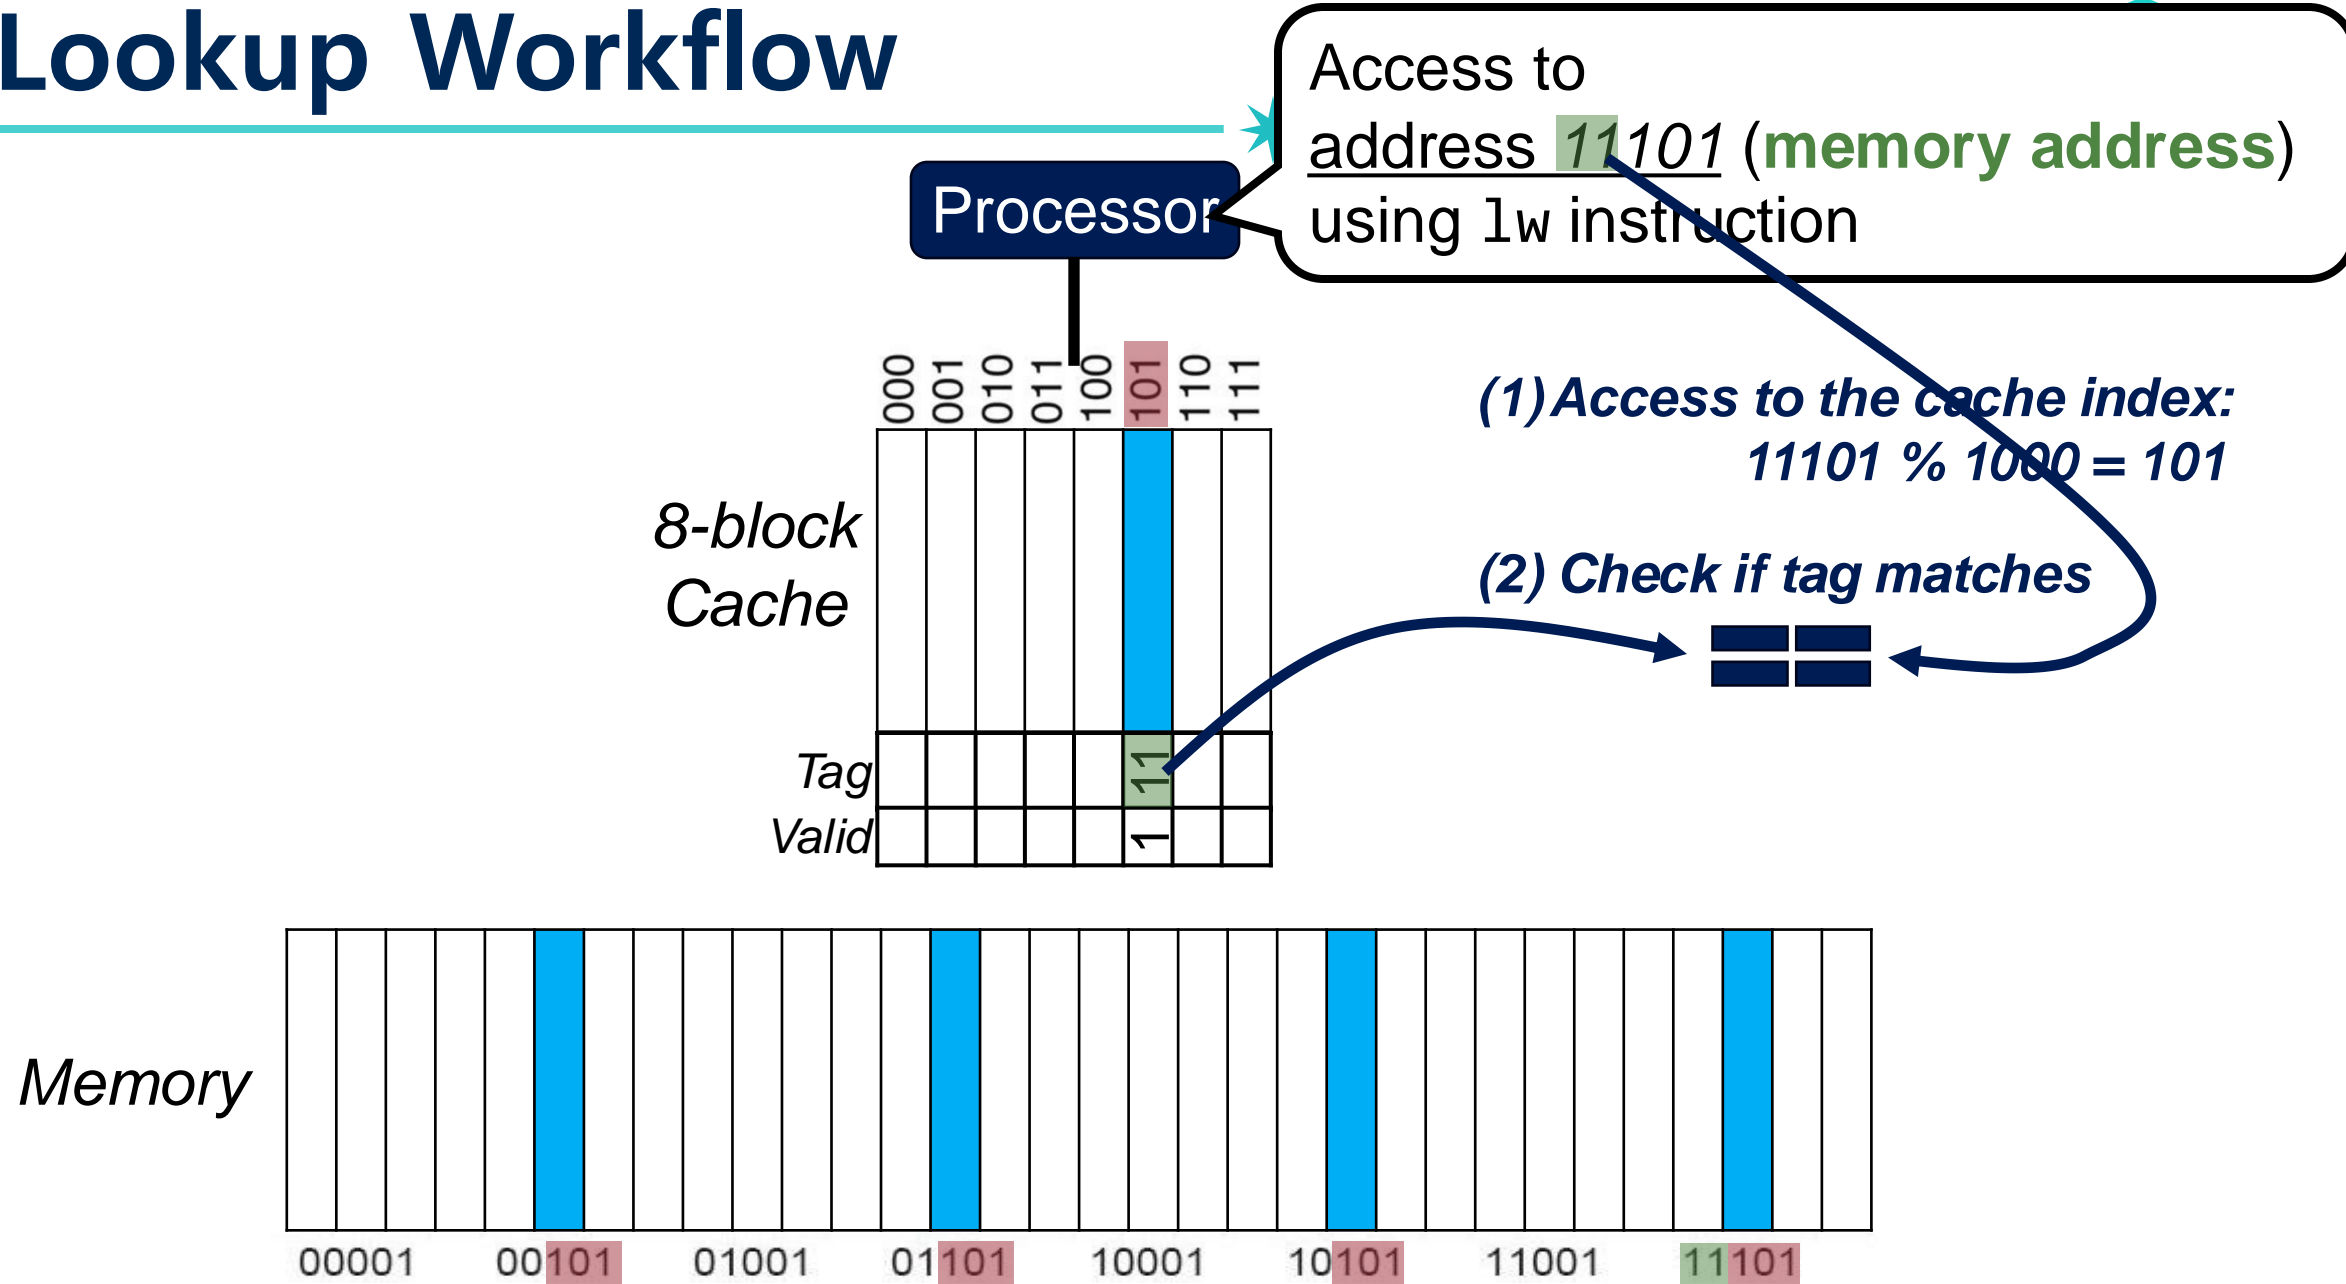 Lookup Workflow
Access to
address 11101 (memory address)
using lw instruction
Processor
000 001 010 011 100 101 110 111
(1) Access to the cache index:
11101 % 1000 = 101
8-block
Cache
(2) Check if tag matches
Tag 11
Valid 1
Memory
00001 00101 01001 01101 10001 10101 11001 11101